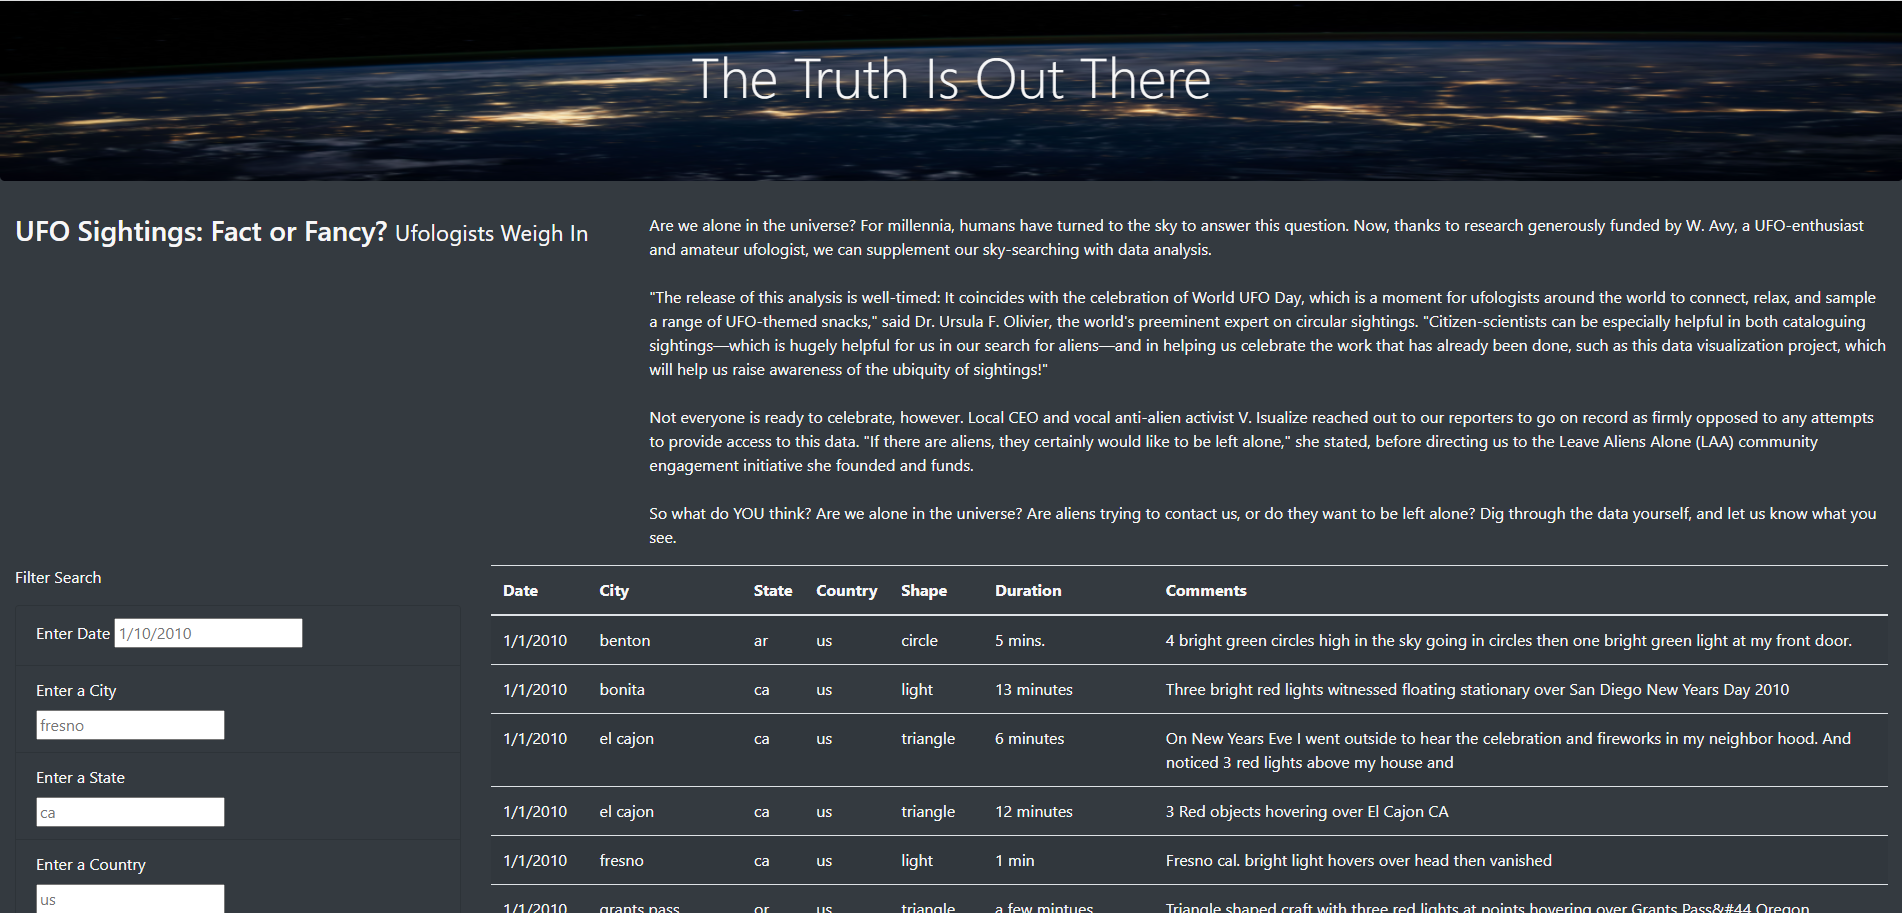 The Truth Is Out There
UFO Sightings: Fact or Fancy? Ufologists Weigh In
Are we alone in the universe? For millennia, humans have turned to the sky to answer this question. Now, thanks to research generously funded by W. Avy, a UFO-enthusiast
and amateur ufologist, we can supplement our sky-searching with data analysis.
"The release of this analysis is well-timed: It coincides with the celebration of World UFO Day, which is a moment for ufologists around the world to connect, relax, and sample
a range of UFO-themed snacks," said Dr. Ursula F. Olivier, the world's preeminent expert on circular sightings. "Citizen-scientists can be especially helpful in both cataloguing
sightings—which is hugely helpful for us in our search for aliens—and in helping us celebrate the work that has already been done, such as this data visualization project, which
will help us raise awareness of the ubiquity of sightings!"
Not everyone is ready to celebrate, however. Local CEO and vocal anti-alien activist V. Isualize reached out to our reporters to go on record as firmly opposed to any attempts
to provide access to this data. "If there are aliens, they certainly would like to be left alone," she stated, before directing us to the Leave Aliens Alone (LAA) community
engagement initiative she founded and funds.
So what do YOU think? Are we alone in the universe? Are aliens trying to contact us, or do they want to be left alone? Dig through the data yourself, and let us know what you
see.
Filter Search
Enter Date 1/10/2010
Enter a City
fresno
Enter a State
ca
Enter a Country
us
Date City State Country Shape Duration Comments
1/1/2010 benton ar us circle 5 mins. 4 bright green circles high in the sky going in circles then one bright green light at my front door.
1/1/2010 bonita ca us light 13 minutes Three bright red lights witnessed floating stationary over San Diego New Years Day 2010
1/1/2010 el cajon ca us triangle 6 minutes On New Years Eve I went outside to hear the celebration and fireworks in my neighbor hood. And
noticed 3 red lights above my house and
1/1/2010 el cajon ca us triangle 12 minutes 3 Red objects hovering over El Cajon CA
1/1/2010 fresno ca us light 1 min Fresno cal. bright light hovers over head then vanished
1/1/2010 grants pass or us triangle a few mintues Triangle shaped craft with three red lights at points hovering over Grants Pass&#44 Oregon